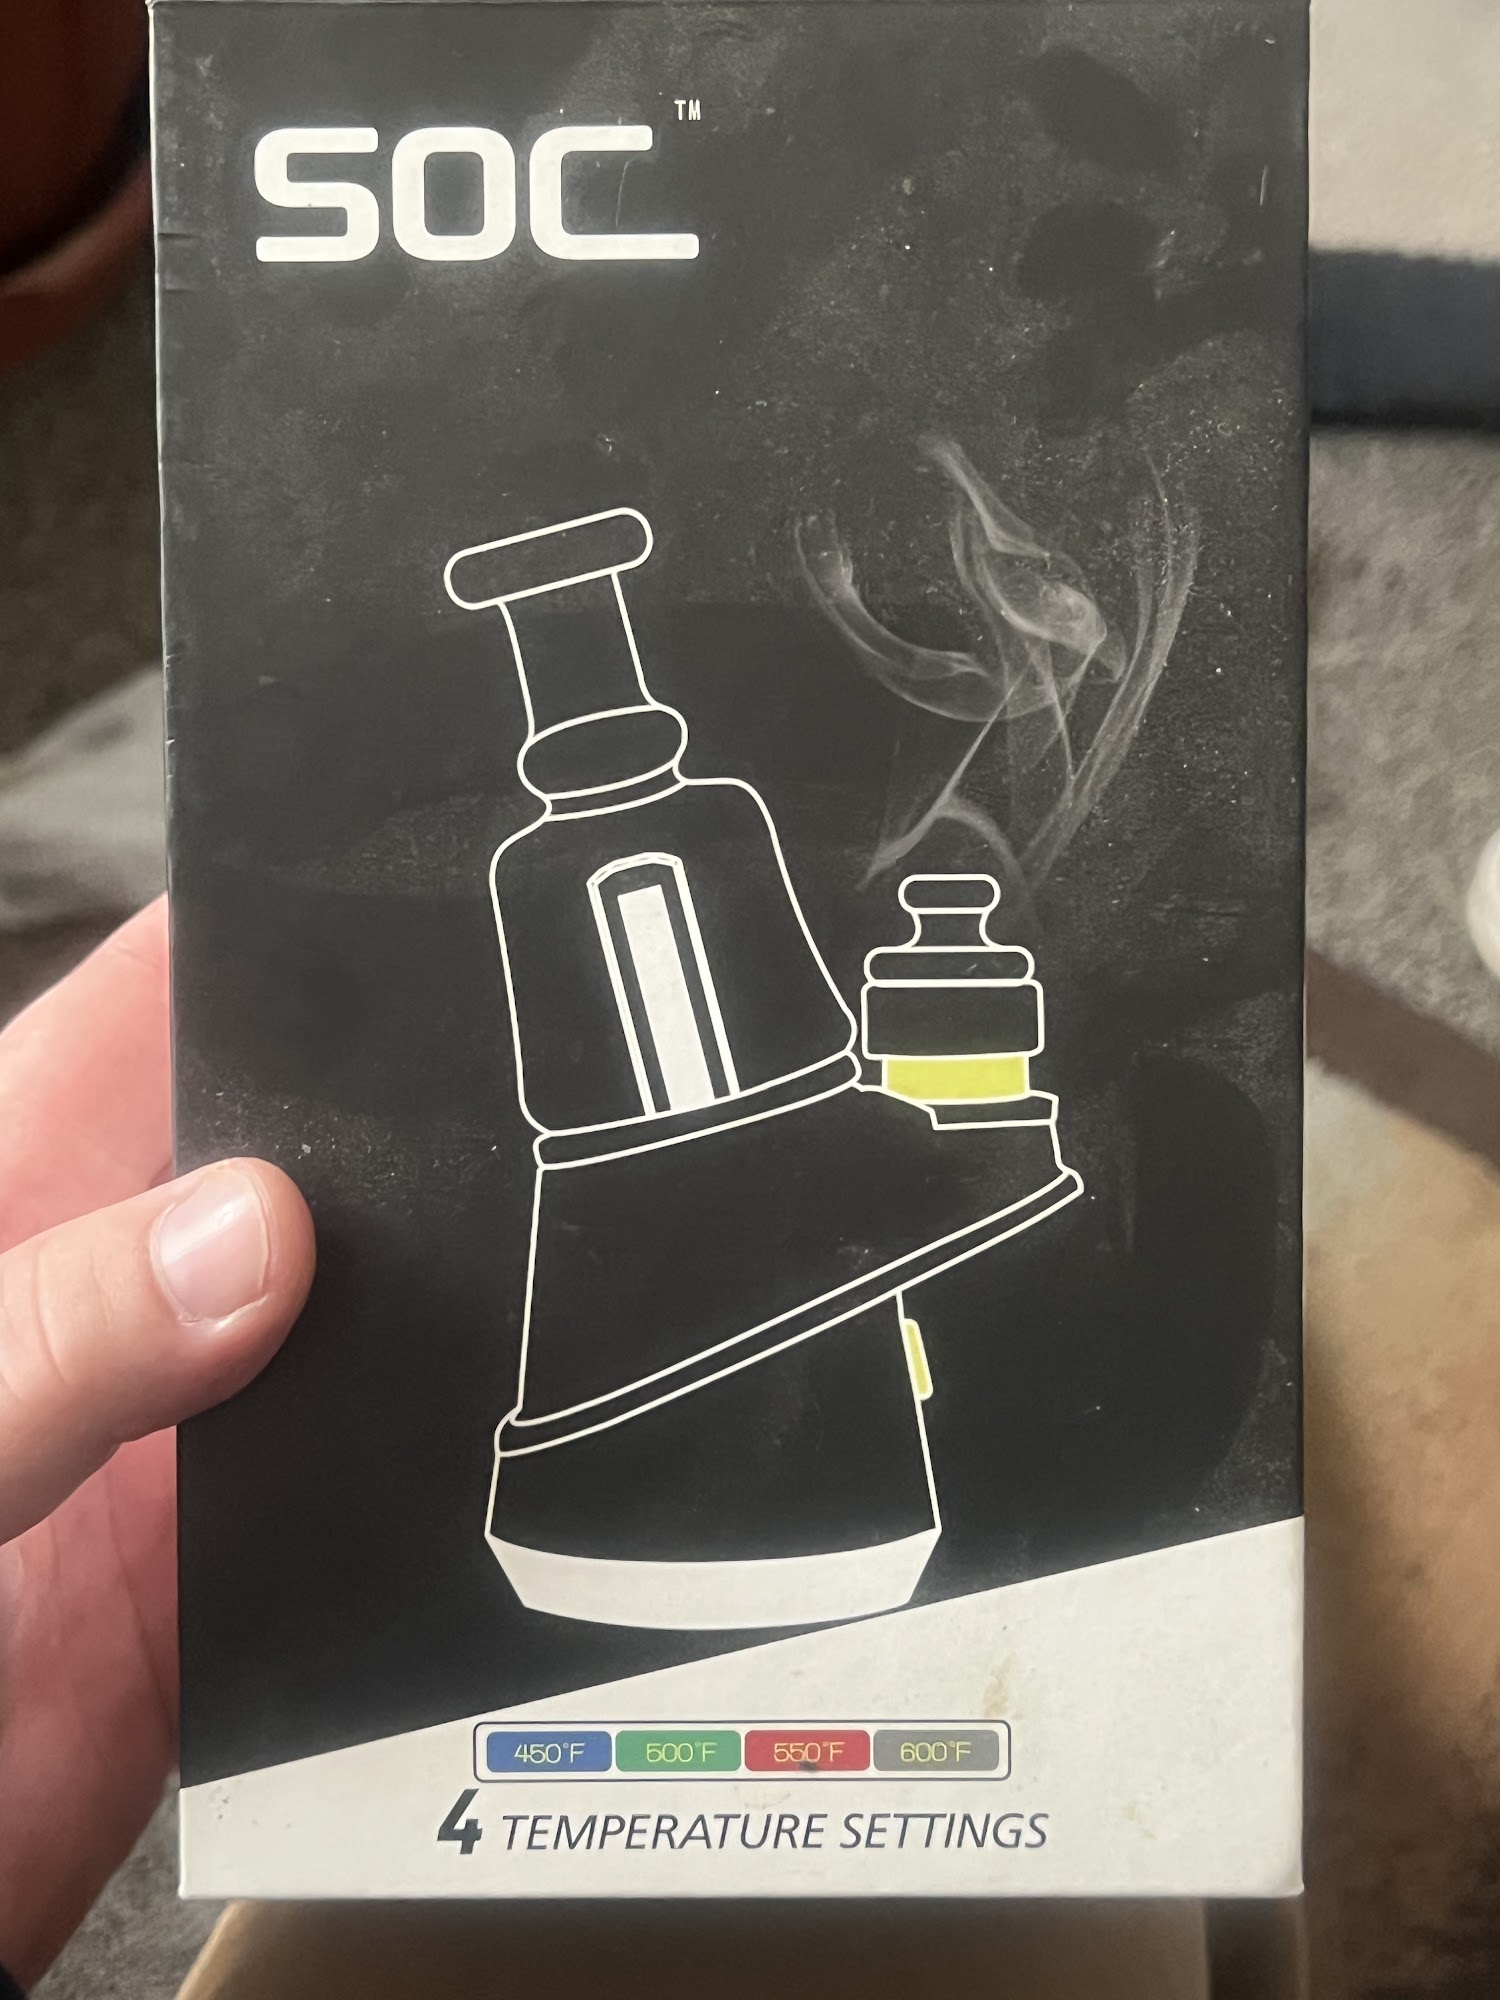 SOC™
450°F 500°F 550°F 600°F
4 TEMPERATURE SETTINGS